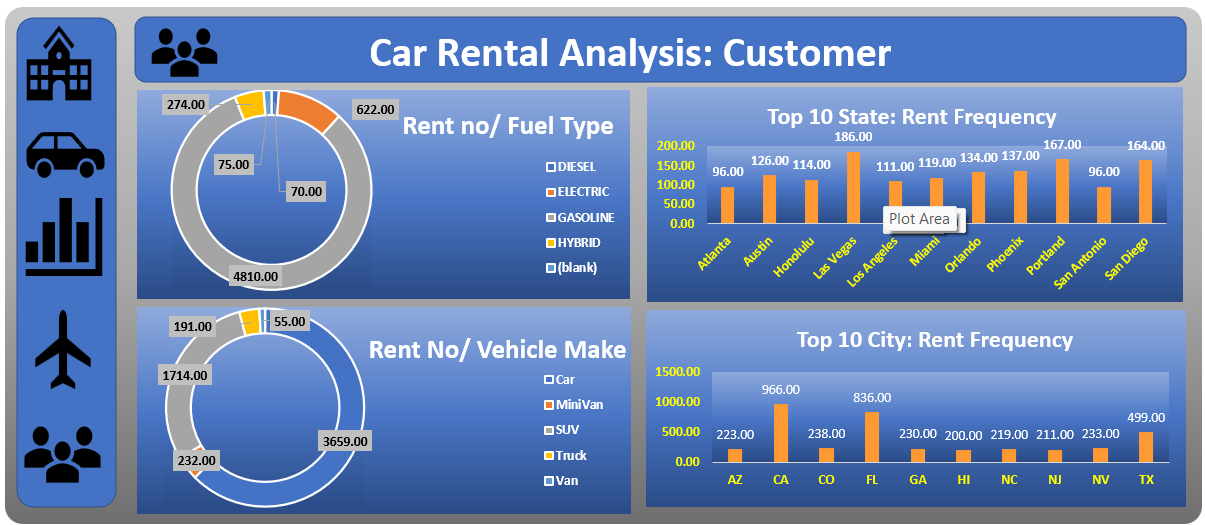 Car Rental Analysis: Customer
Rent no/ Fuel Type
274.00
622.00
75.00
70.00
4810.00
DIESEL
ELECTRIC
GASOLINE
HYBRID
(blank)
Top 10 State: Rent Frequency
200.00
150.00
100.00
50.00
0.00
96.00
126.00
114.00
186.00
111.00
119.00
134.00
137.00
167.00
96.00
164.00
Plot Area
Atlanta
Austin
Honolulu
Las Vegas
Los Angeles
Miami
Orlando
Phoenix
Portland
San Antonio
San Diego
Rent No/ Vehicle Make
191.00
55.00
1714.00
3659.00
232.00
Car
MiniVan
SUV
Truck
Van
Top 10 City: Rent Frequency
1500.00
1000.00
500.00
0.00
223.00
966.00
238.00
836.00
230.00
200.00
219.00
211.00
233.00
499.00
AZ
CA
CO
FL
GA
HI
NC
NJ
NV
TX